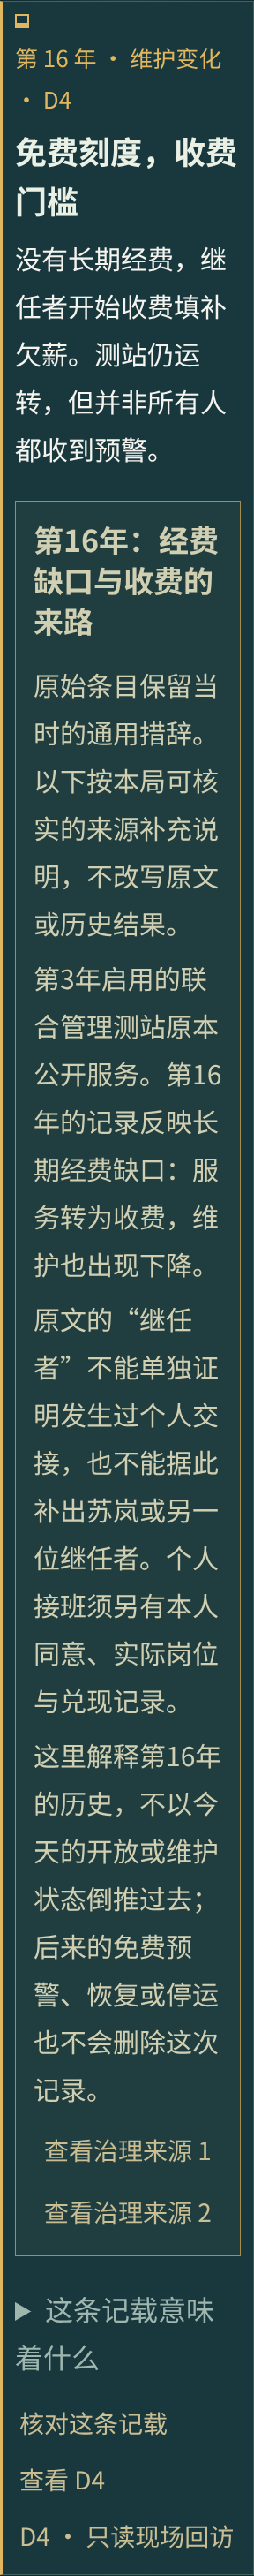 第 16 年 · 维护变化
· D4
免费刻度，收费
门槛
没有长期经费，继
任者开始收费填补
欠薪。测站仍运
转，但并非所有人
都收到预警。
第16年：经费
缺口与收费的
来路
原始条目保留当
时的通用措辞。
以下按本局可核
实的来源补充说
明，不改写原文
或历史结果。
第3年启用的联
合管理测站原本
公开服务。第16
年的记录反映长
期经费缺口：服
务转为收费，维
护也出现下降。
原文的“继任
者”不能单独证
明发生过个人交
接，也不能据此
补出苏岚或另一
位继任者。个人
接班须另有本人
同意、实际岗位
与兑现记录。
这里解释第16年
的历史，不以今
天的开放或维护
状态倒推过去；
后来的免费预
警、恢复或停运
也不会删除这次
记录。
查看治理来源 1
查看治理来源 2
▶ 这条记载意味
着什么
核对这条记载
查看 D4
D4 · 只读现场回访